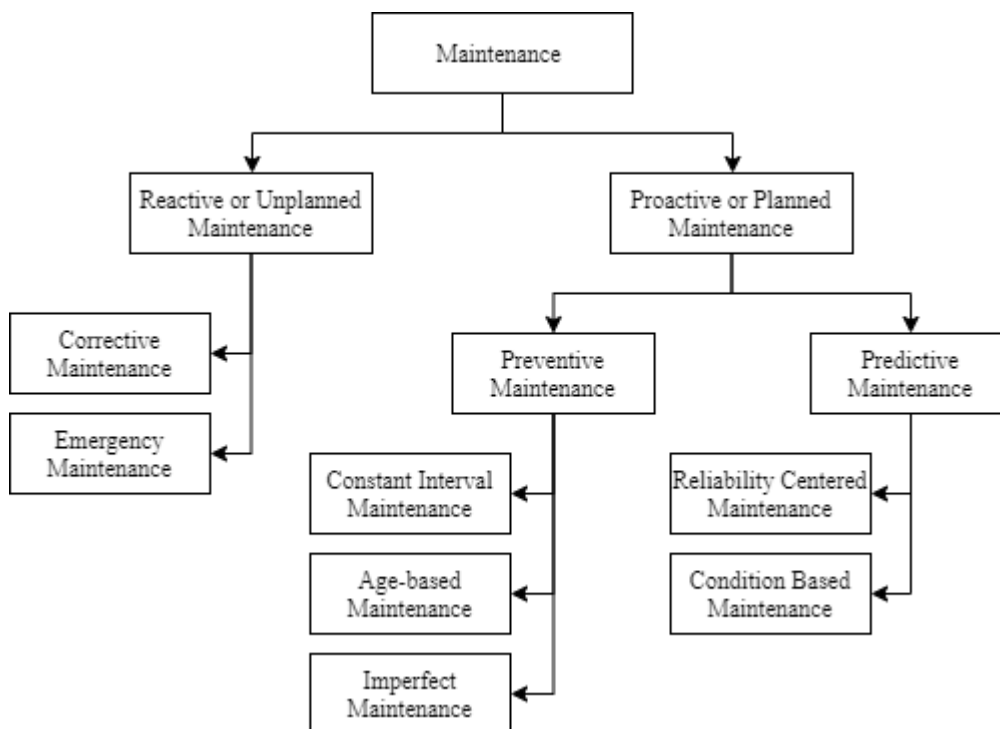 Maintenance
Reactive or Unplanned
Maintenance
Proactive or Planned
Maintenance
Corrective
Maintenance
Emergency
Maintenance
Preventive
Maintenance
Predictive
Maintenance
Constant Interval
Maintenance
Age-based
Maintenance
Imperfect
Maintenance
Reliability Centered
Maintenance
Condition Based
Maintenance